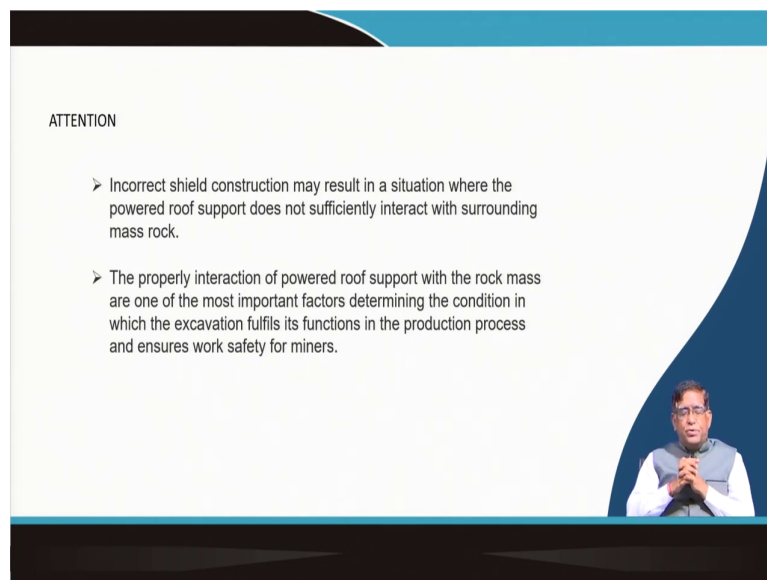 ATTENTION
➢ Incorrect shield construction may result in a situation where the
powered roof support does not sufficiently interact with surrounding
mass rock.
➢ The properly interaction of powered roof support with the rock mass
are one of the most important factors determining the condition in
which the excavation fulfils its functions in the production process
and ensures work safety for miners.